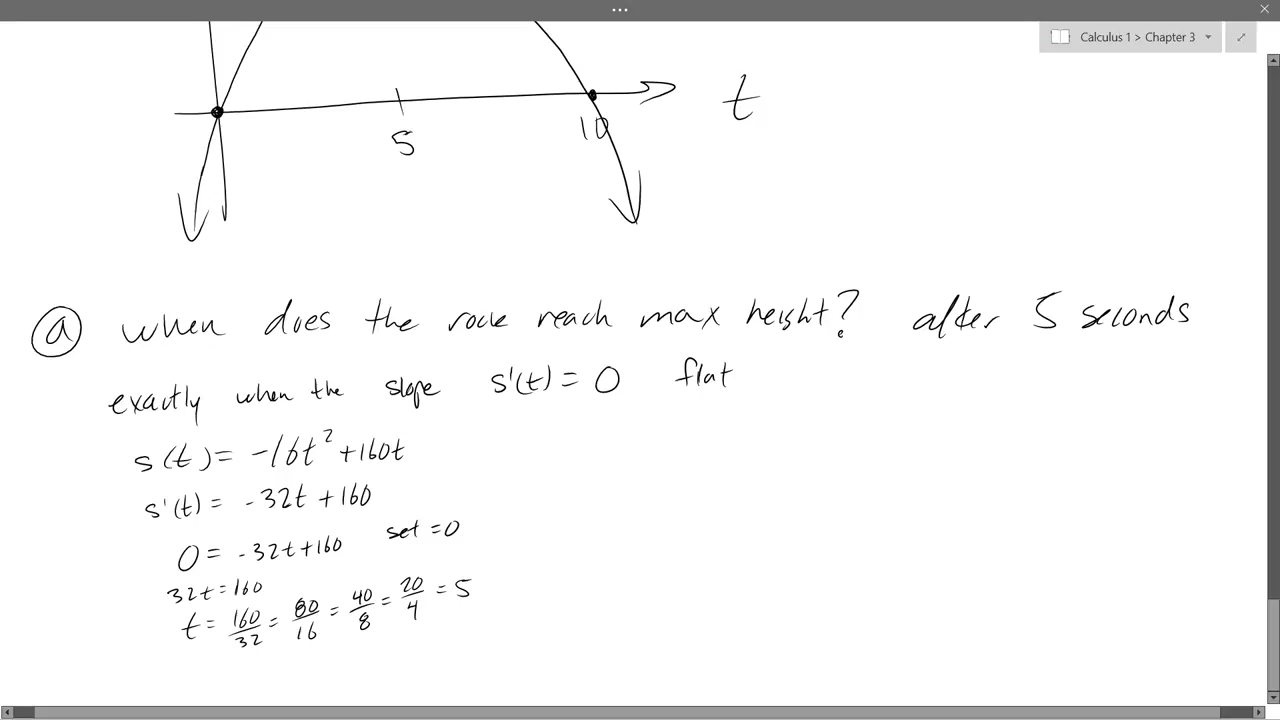 Calculus 1 > Chapter 3
t
5
10
(a) when does the rock reach max height? after 5 seconds
exactly when the slope s'(t) = 0 flat
s(t) = -16t² + 160t
s'(t) = -32t + 160
0 = -32t + 160 set = 0
32t = 160
t = 160/32 = 80/16 = 40/8 = 20/4 = 5